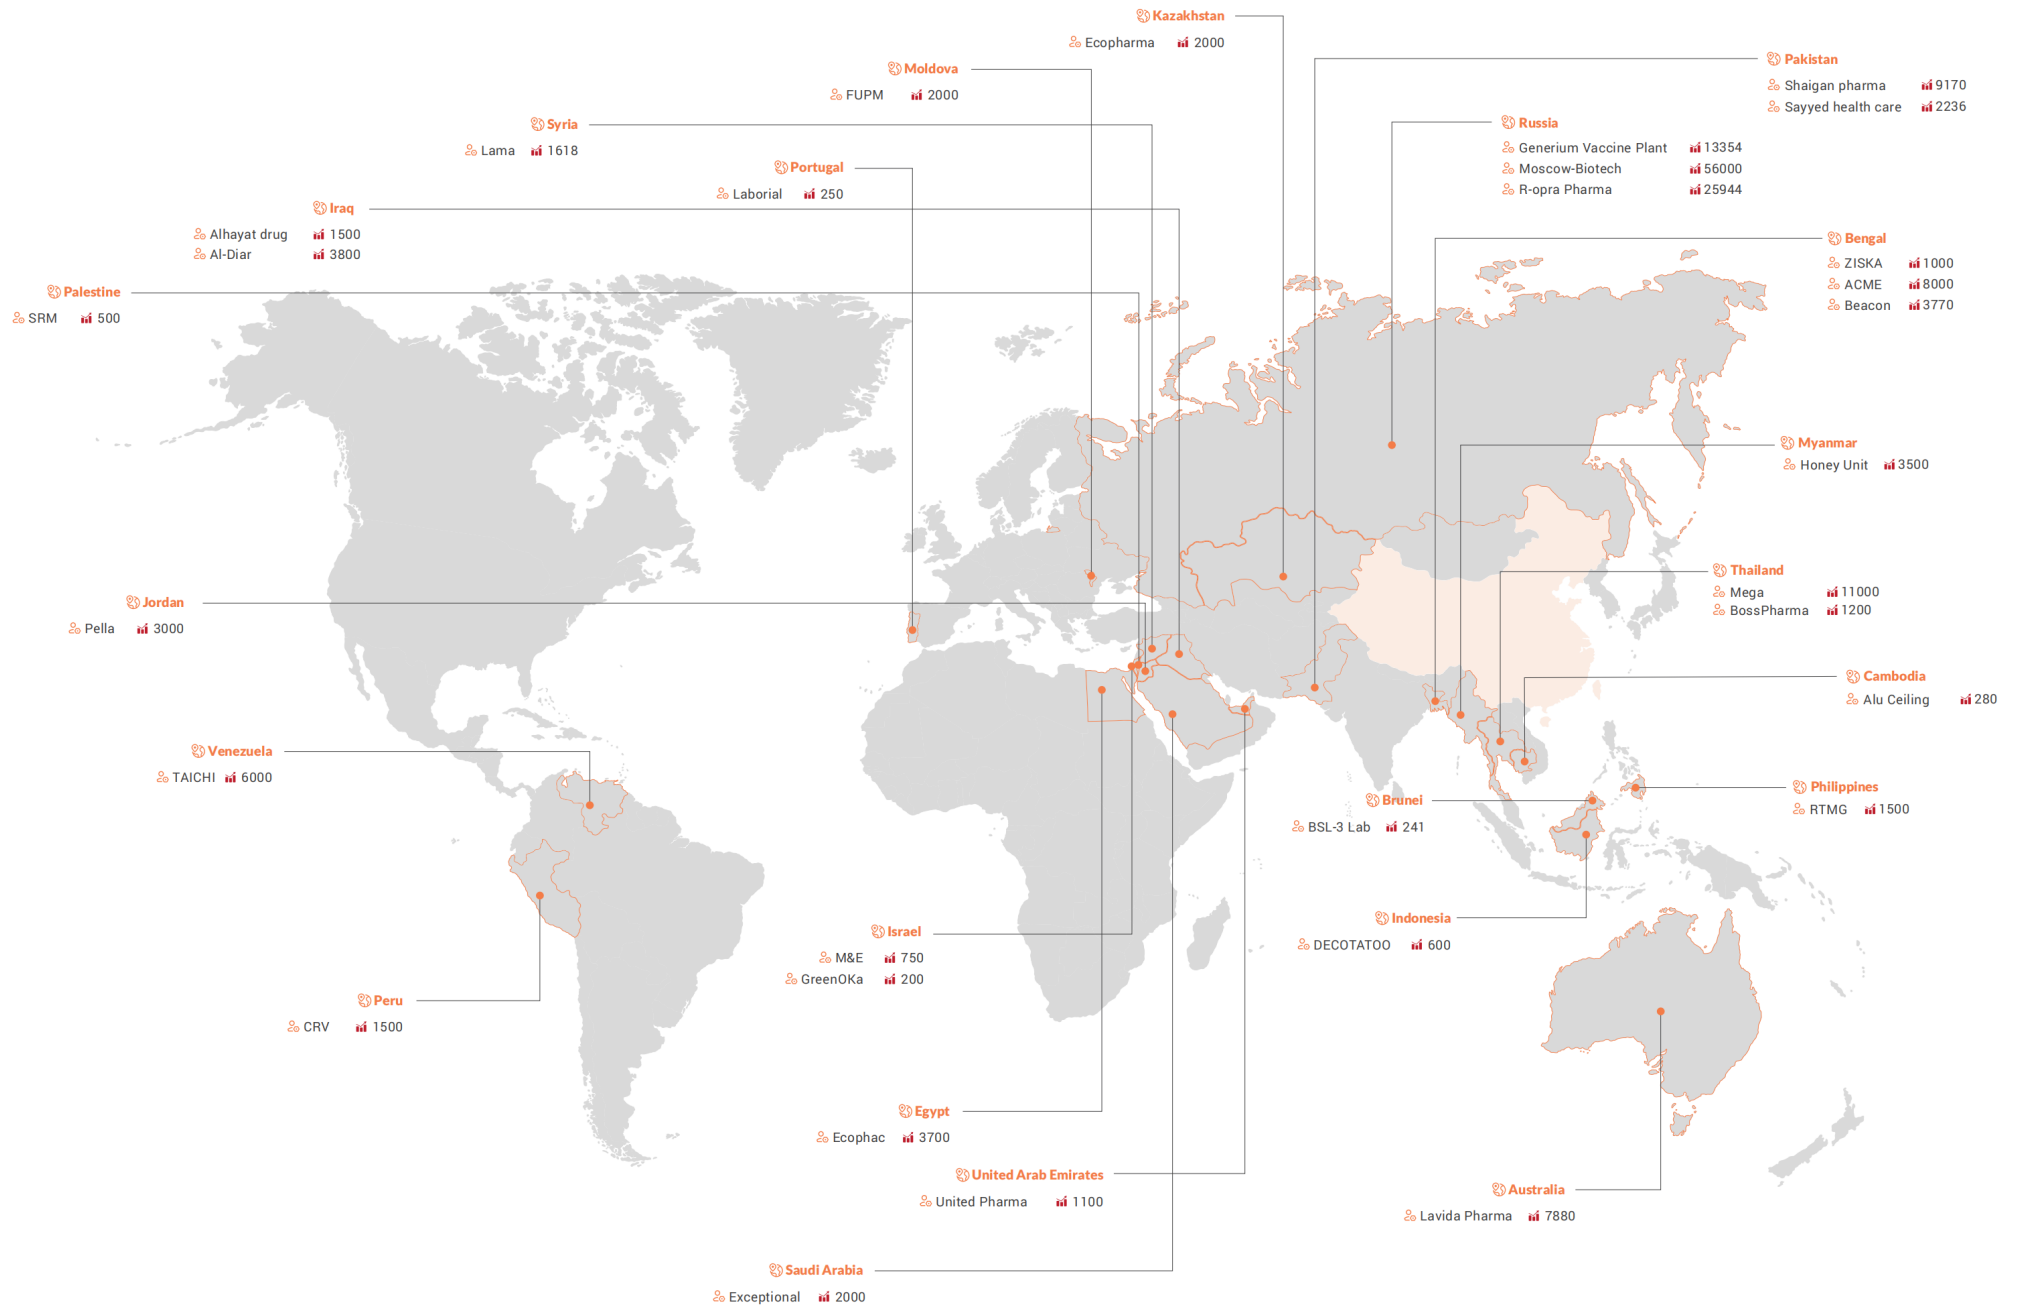 Kazakhstan
Ecopharma 2000
Moldova
FUPM 2000
Pakistan
Shaigan pharma 9170
Sayyed health care 2236
Syria
Lama 1618
Russia
Generium Vaccine Plant 13354
Moscow-Biotech 56000
R-opra Pharma 25944
Portugal
Laborial 250
Iraq
Alhayat drug 1500
Al-Diar 3800
Bengal
ZISKA 1000
ACME 8000
Beacon 3770
Palestine
SRM 500
Myanmar
Honey Unit 3500
Thailand
Mega 11000
BossPharma 1200
Jordan
Pella 3000
Cambodia
Alu Ceiling 280
Venezuela
TAICHI 6000
Philippines
RTMG 1500
Brunei
BSL-3 Lab 241
Indonesia
DECOTATOO 600
Israel
M&E 750
GreenOKa 200
Peru
CRV 1500
Egypt
Ecophac 3700
United Arab Emirates
United Pharma 1100
Australia
Lavida Pharma 7880
Saudi Arabia
Exceptional 2000